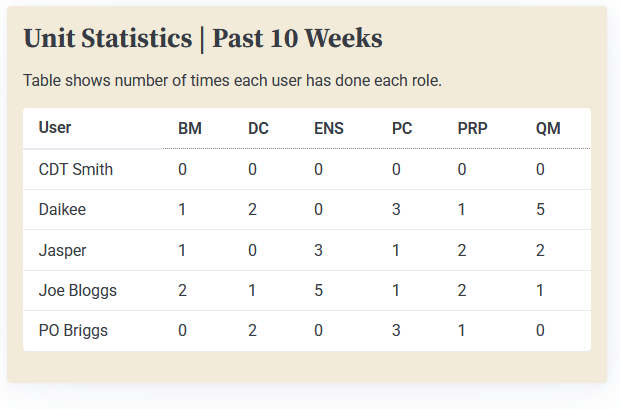 Unit Statistics | Past 10 Weeks
Table shows number of times each user has done each role.
User BM DC ENS PC PRP QM
CDT Smith 0 0 0 0 0 0
Daikee 1 2 0 3 1 5
Jasper 1 0 3 1 2 2
Joe Bloggs 2 1 5 1 2 1
PO Briggs 0 2 0 3 1 0